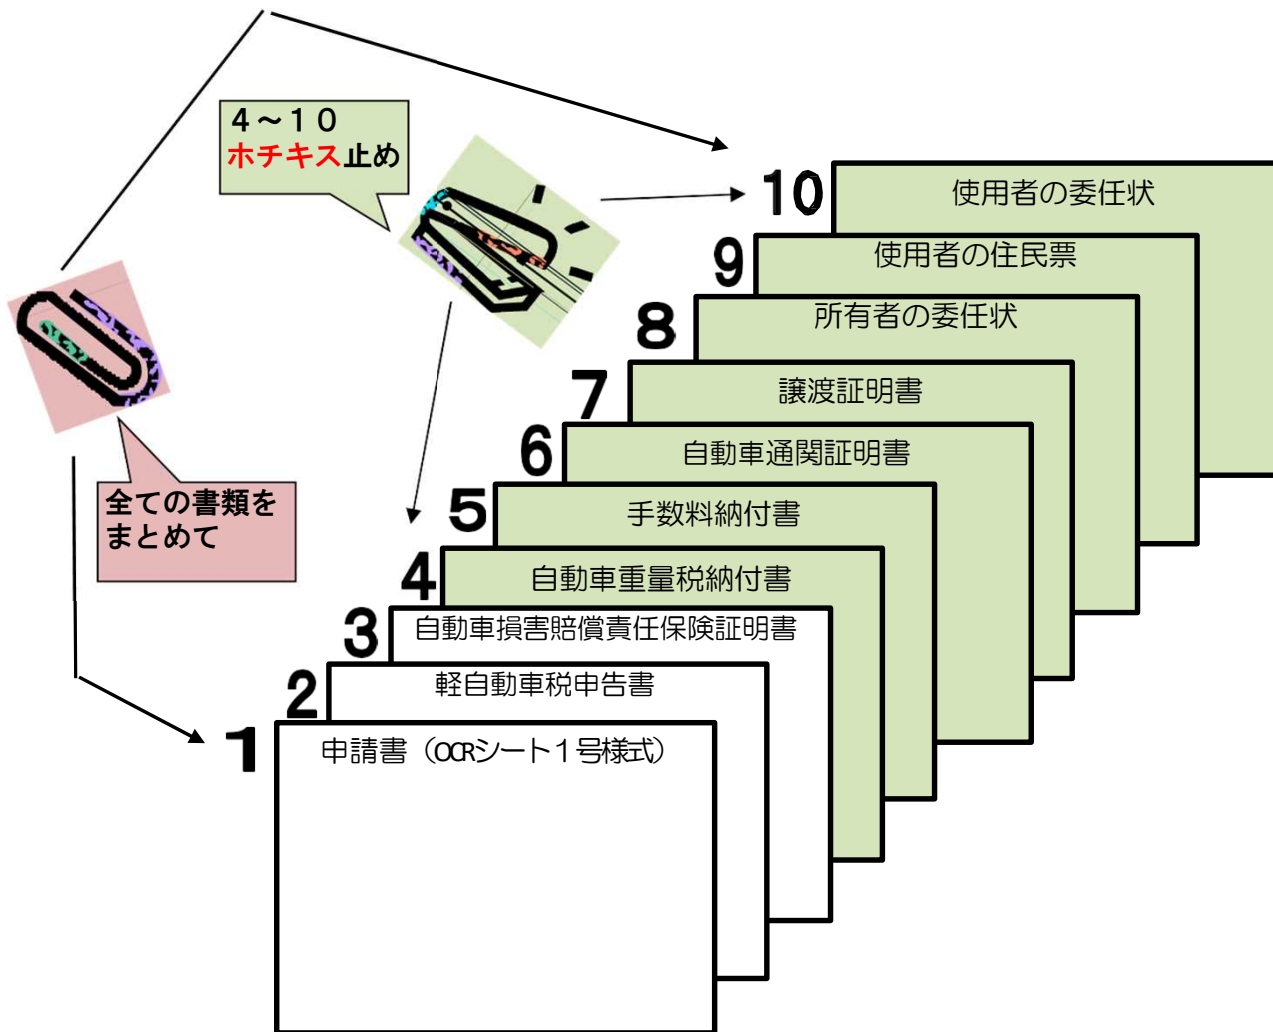 4～10
ホチキス止め
全ての書類を
まとめて
10
使用者の委任状
9
使用者の住民票
8
所有者の委任状
7
譲渡証明書
6
自動車通関証明書
5
手数料納付書
4
自動車重量税納付書
3
自動車損害賠償責任保険証明書
2
軽自動車税申告書
1
申請書（OCRシート１号様式）